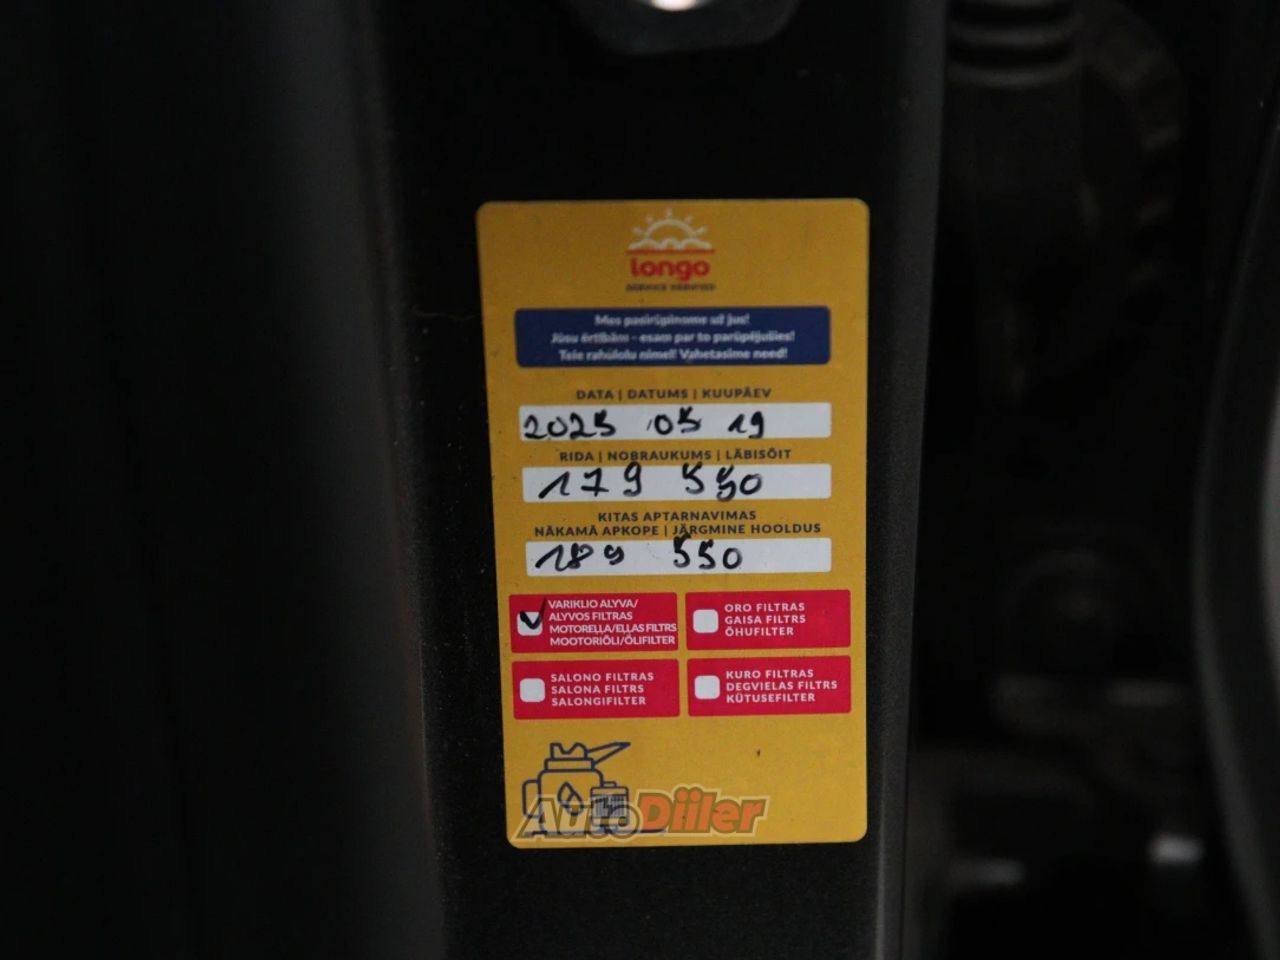 longo
SERVICE VERIFIED
Mes pasirūpinome už jus!
Jūsu ērtībām - esam par to parūpējušies!
Teie rahulolu nimel! Vahetasime need!
DATA | DATUMS | KUUPÄEV
2025 05 19
RIDA | NOBRAUKUMS | LÄBISÕIT
179 550
KITAS APTARNAVIMAS
NĀKAMĀ APKOPE | JÄRGMINE HOOLDUS
189 550
VARIKLIO ALYVA/
ALYVOS FILTRAS
MOTOREĻĻA/EĻĻAS FILTRS
MOOTORIÕLI/ÕLIFILTER
ORO FILTRAS
GAISA FILTRS
ÕHUFILTER
SALONO FILTRAS
SALONA FILTRS
SALONGIFILTER
KURO FILTRAS
DEGVIELAS FILTRS
KÜTUSEFILTER
AutoDiiler